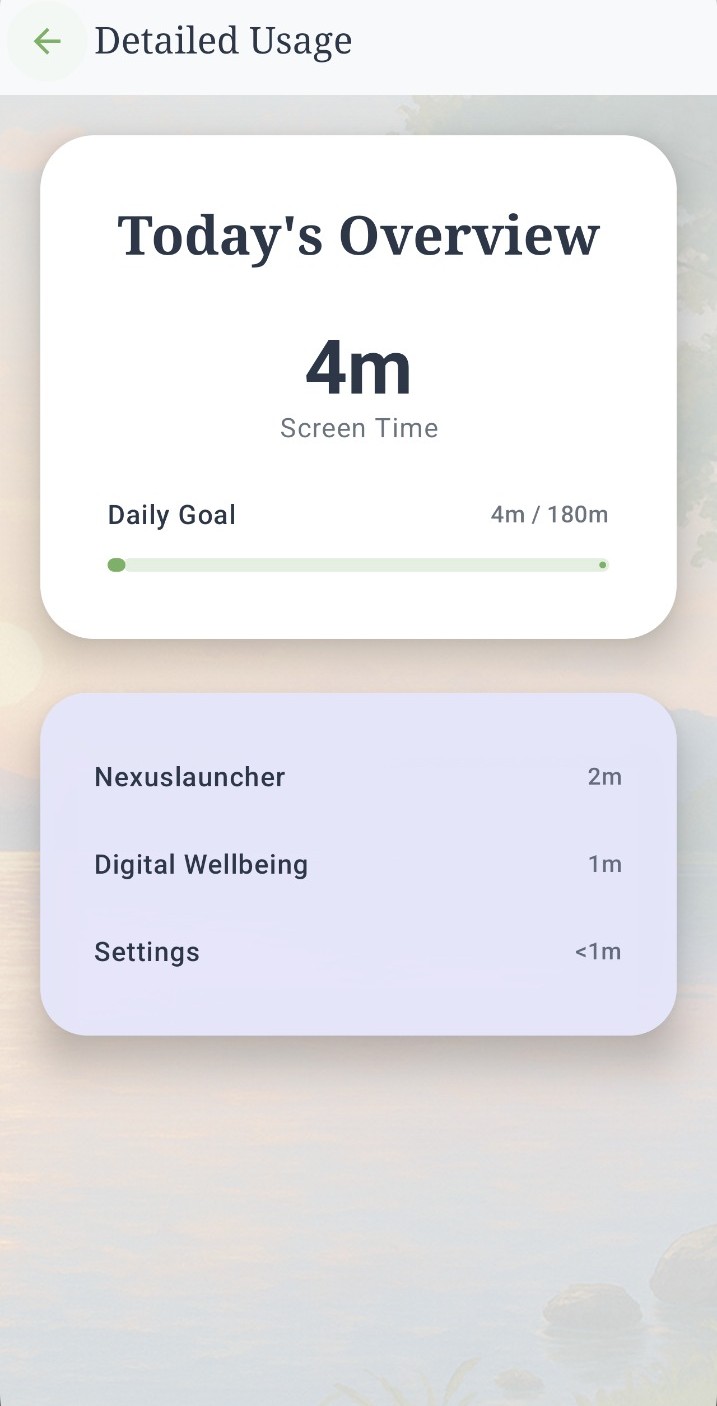 Detailed Usage
Today's Overview
4m
Screen Time
Daily Goal 4m / 180m
Nexuslauncher 2m
Digital Wellbeing 1m
Settings <1m